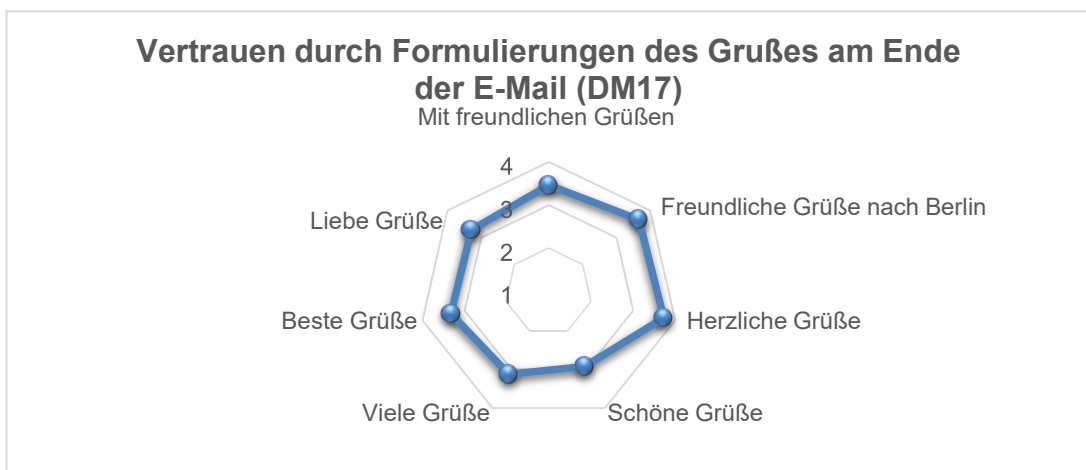 Vertrauen durch Formulierungen des Grußes am Ende
der E-Mail (DM17)
Mit freundlichen Grüßen
4
Freundliche Grüße nach Berlin
Liebe Grüße
3
2
1
Beste Grüße
Herzliche Grüße
Viele Grüße
Schöne Grüße